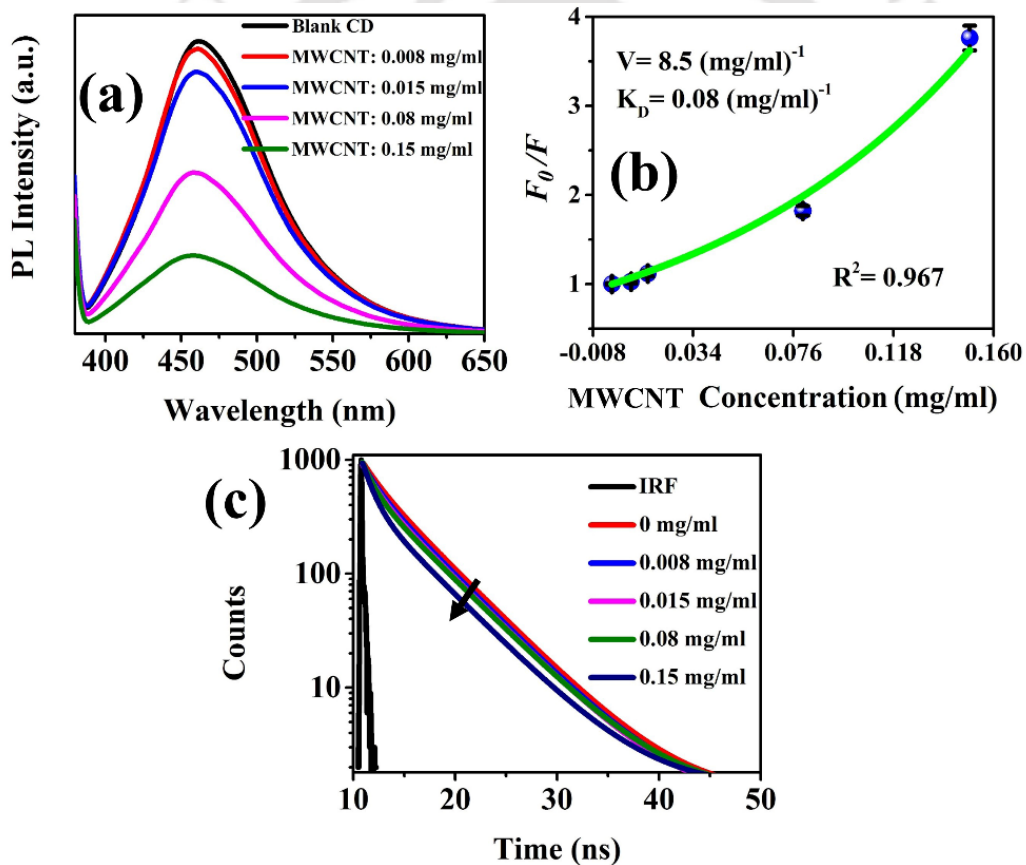 (a)
PL Intensity (a.u.)
Blank CD
MWCNT: 0.008 mg/ml
MWCNT: 0.015 mg/ml
MWCNT: 0.08 mg/ml
MWCNT: 0.15 mg/ml
400 450 500 550 600 650
Wavelength (nm)
(b)
F₀/F
4
3
2
1
V= 8.5 (mg/ml)⁻¹
K_D= 0.08 (mg/ml)⁻¹
R²= 0.967
-0.008 0.034 0.076 0.118 0.160
MWCNT Concentration (mg/ml)
(c)
Counts
1000
100
10
IRF
0 mg/ml
0.008 mg/ml
0.015 mg/ml
0.08 mg/ml
0.15 mg/ml
10 20 30 40 50
Time (ns)